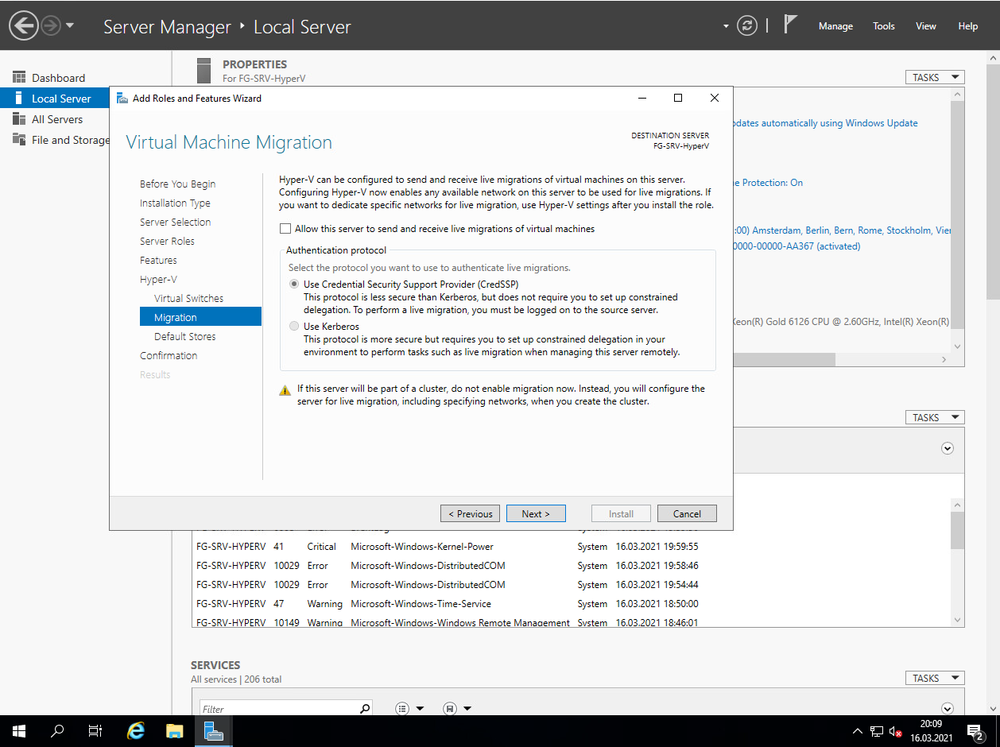 Server Manager ‣ Local Server
Manage
Tools
View
Help
Dashboard
Local Server
All Servers
File and Storage
PROPERTIES
For FG-SRV-HyperV
TASKS
dates automatically using Windows Update
Protection: On
:00) Amsterdam, Berlin, Bern, Rome, Stockholm, Vier
0000-00000-AA367 (activated)
Xeon(R) Gold 6126 CPU @ 2.60GHz, Intel(R) Xeon(R)
Add Roles and Features Wizard
Virtual Machine Migration
DESTINATION SERVER
FG-SRV-HyperV
Before You Begin
Installation Type
Server Selection
Server Roles
Features
Hyper-V
Virtual Switches
Migration
Default Stores
Confirmation
Results
Hyper-V can be configured to send and receive live migrations of virtual machines on this server.
Configuring Hyper-V now enables any available network on this server to be used for live migrations. If
you want to dedicate specific networks for live migration, use Hyper-V settings after you install the role.
Allow this server to send and receive live migrations of virtual machines
Authentication protocol
Select the protocol you want to use to authenticate live migrations.
Use Credential Security Support Provider (CredSSP)
This protocol is less secure than Kerberos, but does not require you to set up constrained
delegation. To perform a live migration, you must be logged on to the source server.
Use Kerberos
This protocol is more secure but requires you to set up constrained delegation in your
environment to perform tasks such as live migration when managing this server remotely.
If this server will be part of a cluster, do not enable migration now. Instead, you will configure the
server for live migration, including specifying networks, when you create the cluster.
< Previous
Next >
Install
Cancel
TASKS
FG-SRV-HYPERV 41 Critical Microsoft-Windows-Kernel-Power System 16.03.2021 19:59:55
FG-SRV-HYPERV 10029 Error Microsoft-Windows-DistributedCOM System 16.03.2021 19:58:46
FG-SRV-HYPERV 10029 Error Microsoft-Windows-DistributedCOM System 16.03.2021 19:54:44
FG-SRV-HYPERV 47 Warning Microsoft-Windows-Time-Service System 16.03.2021 18:50:00
FG-SRV-HYPERV 10149 Warning Microsoft-Windows-Windows Remote Management System 16.03.2021 18:46:01
SERVICES
All services | 206 total
TASKS
Filter
20:09
16.03.2021
2